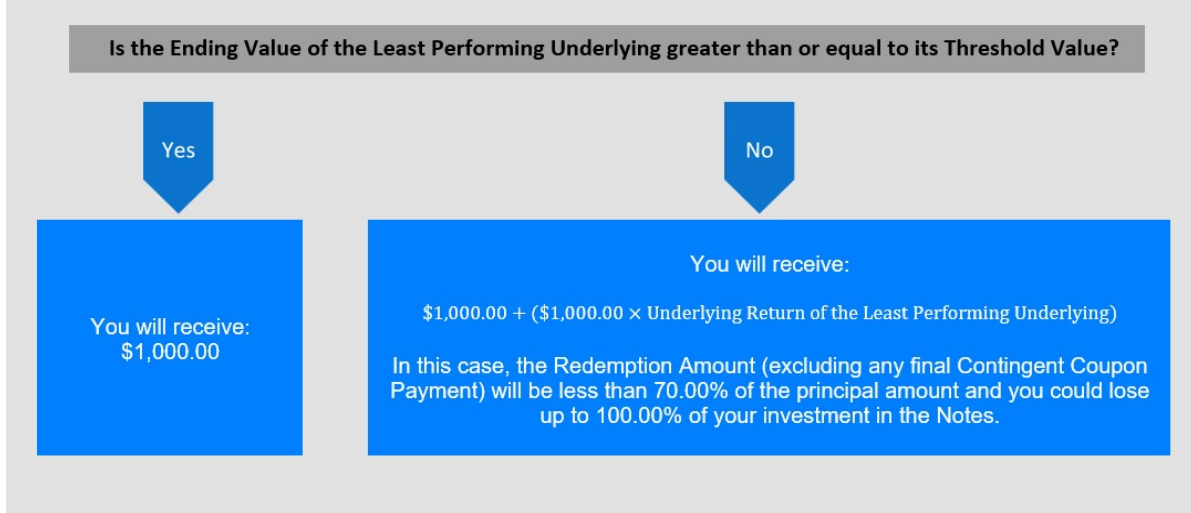 Is the Ending Value of the Least Performing Underlying greater than or equal to its Threshold Value?
Yes
No
You will receive:
$1,000.00
You will receive:
$1,000.00 + ($1,000.00 × Underlying Return of the Least Performing Underlying)
In this case, the Redemption Amount (excluding any final Contingent Coupon
Payment) will be less than 70.00% of the principal amount and you could lose
up to 100.00% of your investment in the Notes.